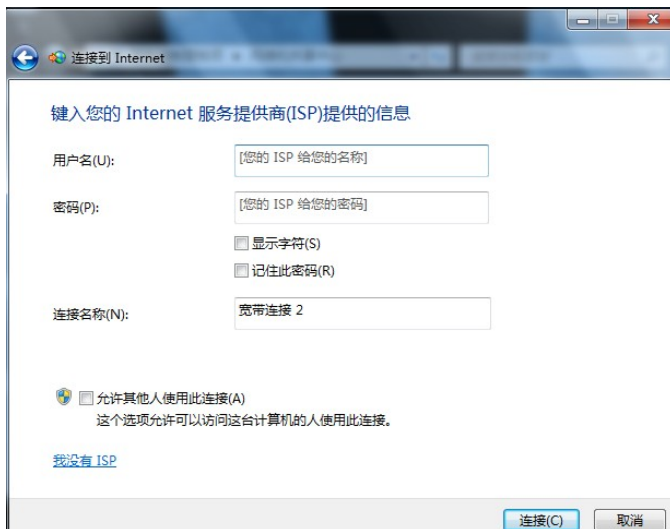 连接到 Internet
键入您的 Internet 服务提供商(ISP)提供的信息
用户名(U):
[您的 ISP 给您的名称]
密码(P):
[您的 ISP 给您的密码]
显示字符(S)
记住此密码(R)
连接名称(N):
宽带连接 2
允许其他人使用此连接(A)
这个选项允许可以访问这台计算机的人使用此连接。
我没有 ISP
连接(C)
取消